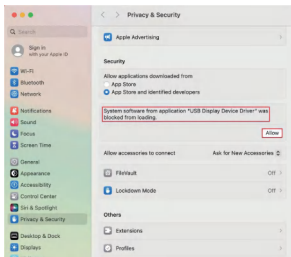 Privacy & Security
Search
Sign in
with your Apple ID
Wi-Fi
Bluetooth
Network
Notifications
Sound
Focus
Screen Time
General
Appearance
Accessibility
Control Center
Siri & Spotlight
Privacy & Security
Desktop & Dock
Displays
Apple Advertising
Security
Allow applications downloaded from
App Store
App Store and identified developers
System software from application "USB Display Device Driver" was
blocked from loading.
Allow
Allow accessories to connect
Ask for New Accessories
FileVault
Off
Lockdown Mode
Off
Others
Extensions
Profiles